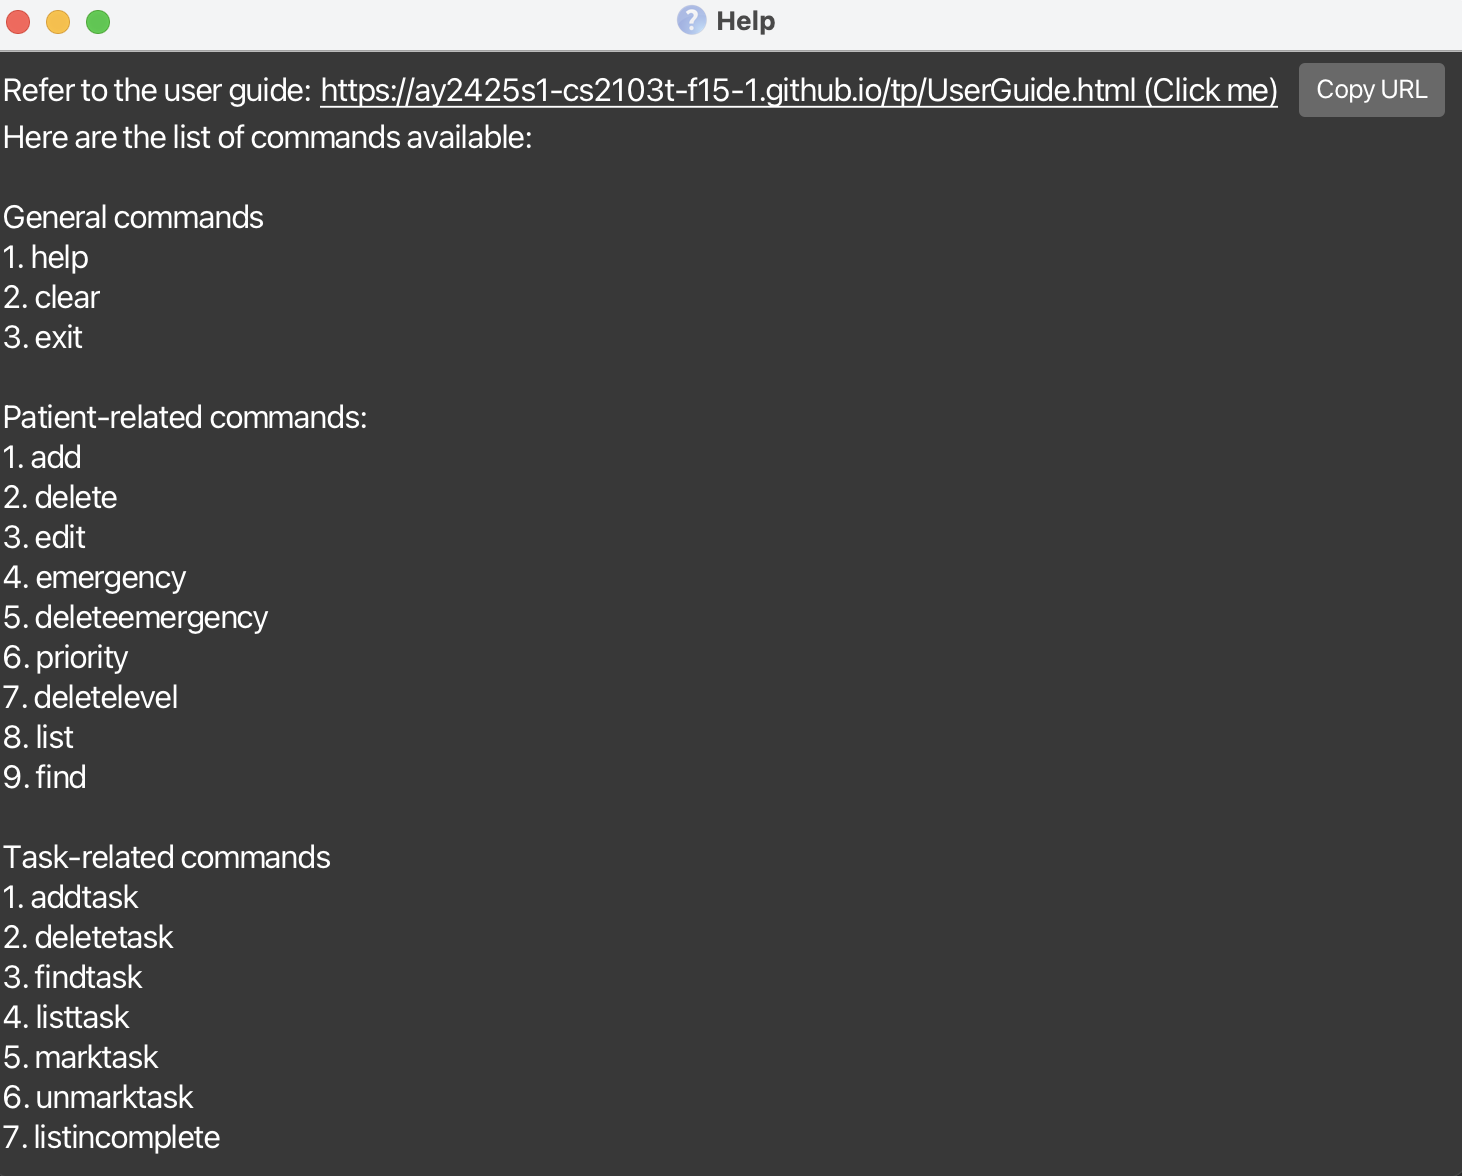 Help
Refer to the user guide: https://ay2425s1-cs2103t-f15-1.github.io/tp/UserGuide.html (Click me) Copy URL
Here are the list of commands available:
General commands
1. help
2. clear
3. exit
Patient-related commands:
1. add
2. delete
3. edit
4. emergency
5. deleteemergency
6. priority
7. deletelevel
8. list
9. find
Task-related commands
1. addtask
2. deletetask
3. findtask
4. listtask
5. marktask
6. unmarktask
7. listincomplete